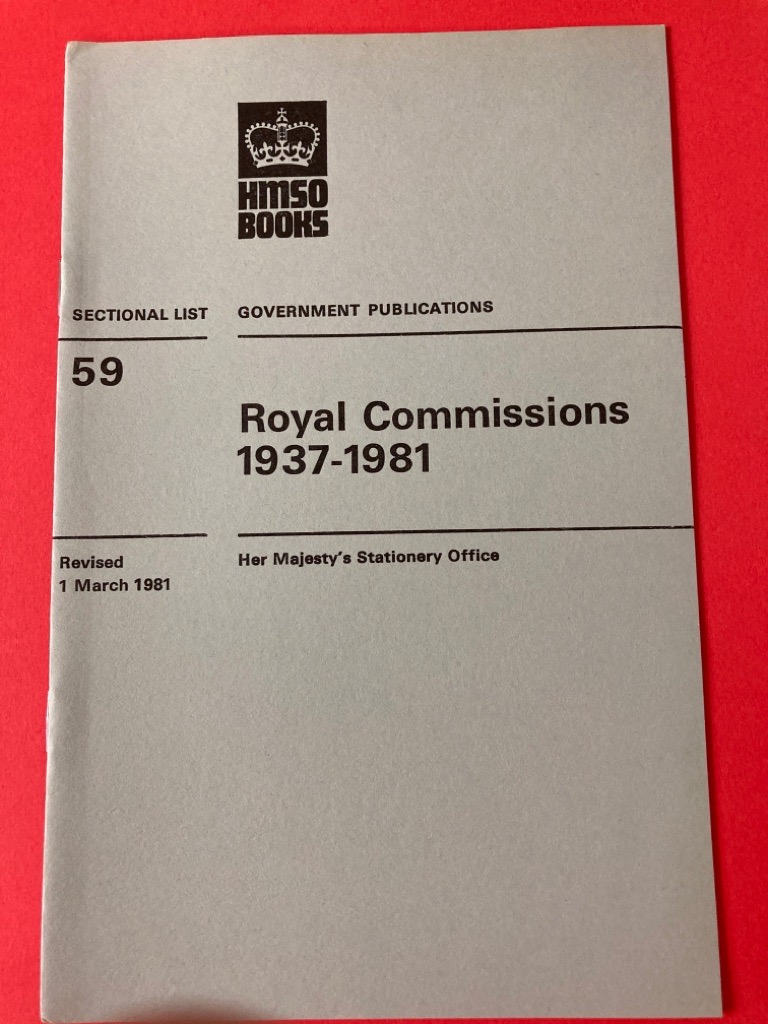 HMSO
BOOKS
SECTIONAL LIST
GOVERNMENT PUBLICATIONS
59
Royal Commissions
1937-1981
Revised
1 March 1981
Her Majesty's Stationery Office